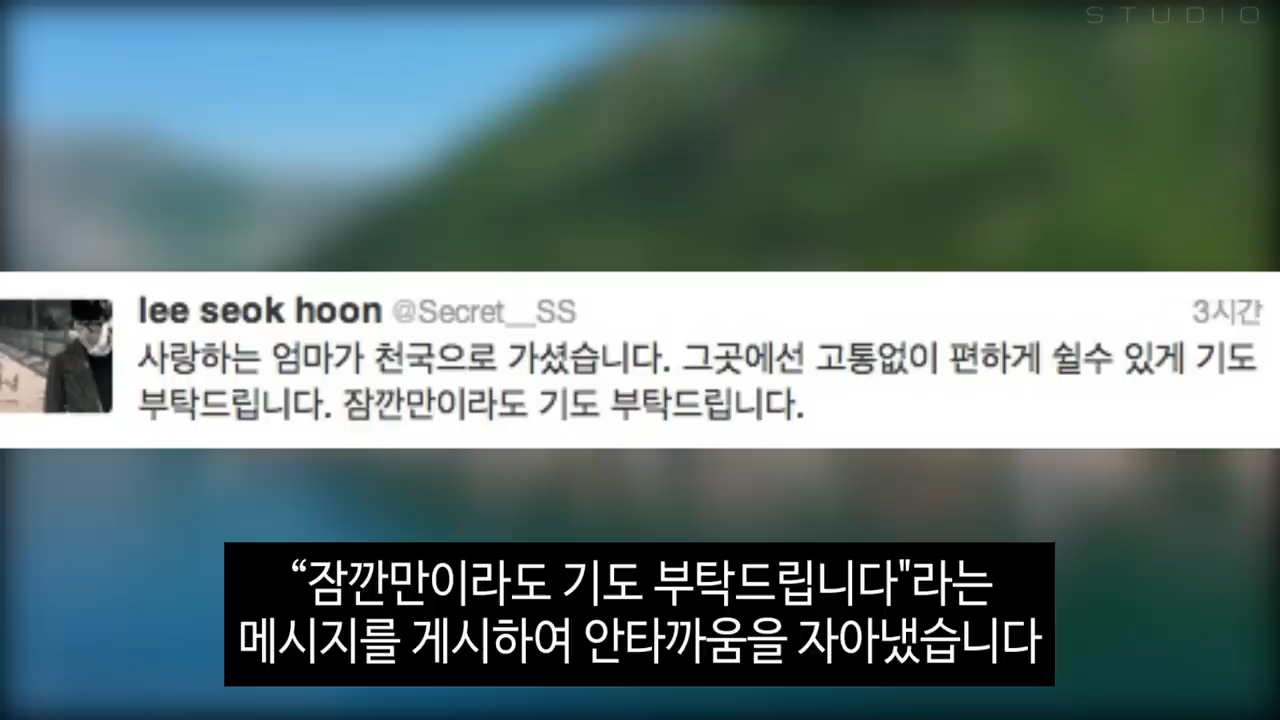 STUDIO
lee seok hoon @Secret__SS 3시간
사랑하는 엄마가 천국으로 가셨습니다. 그곳에선 고통없이 편하게 쉴수 있게 기도
부탁드립니다. 잠깐만이라도 기도 부탁드립니다.
“잠깐만이라도 기도 부탁드립니다"라는
메시지를 게시하여 안타까움을 자아냈습니다